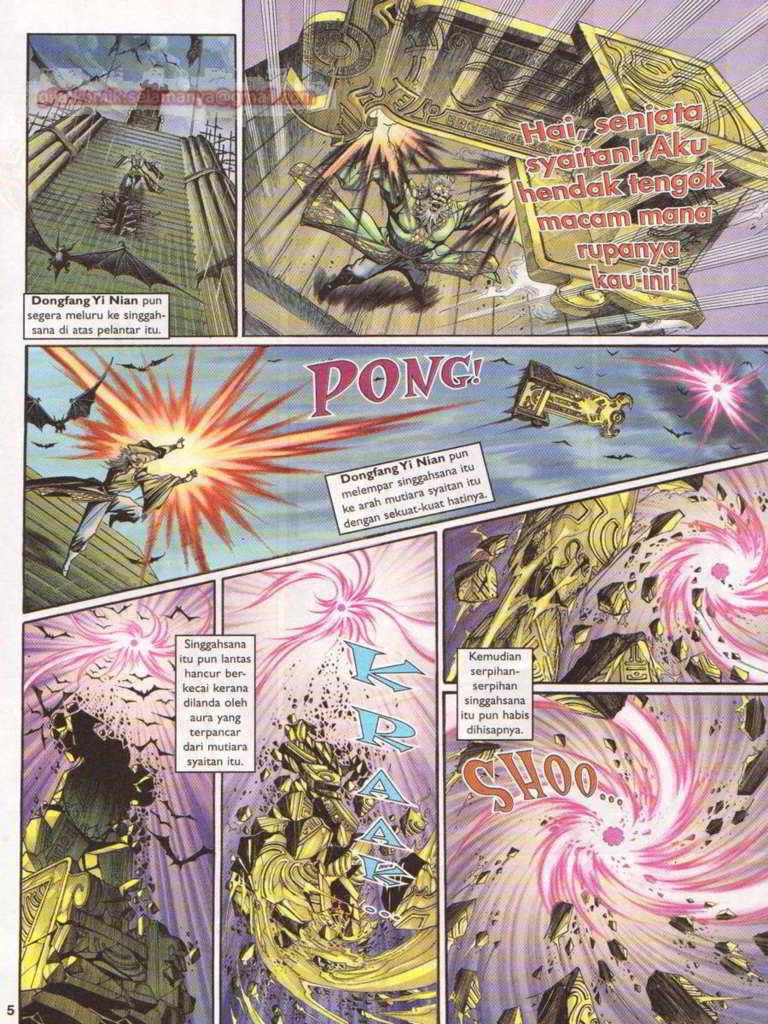 Dongfang Yi Nian pun
segera meluru ke singgah-
sana di atas pelantar itu.
Hai, senjata
syaitan! Aku
hendak tengok
macam mana
rupanya
kau ini!
PONG!
Dongfang Yi Nian pun
melempar singgahsana itu
ke arah mutiara syaitan itu
dengan sekuat-kuat hatinya.
Singgahsana
itu pun lantas
hancur ber-
kecai kerana
dilanda oleh
aura yang
terpancar
dari mutiara
syaitan itu.
KRAAK...
Kemudian
serpihan-
serpihan
singgahsana
itu pun habis
dihisapnya.
SHOO...
5